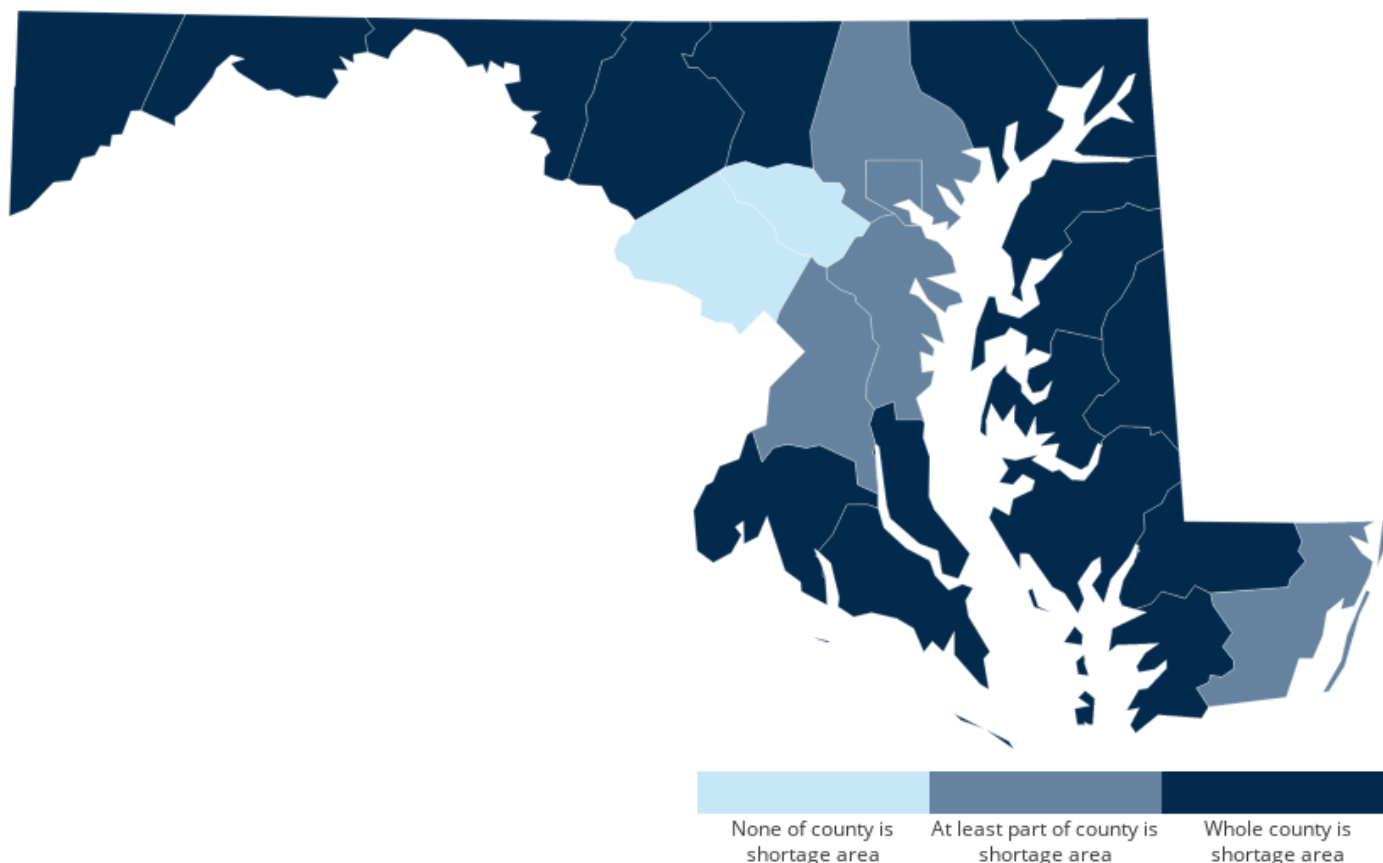 None of county is
shortage area
At least part of county is
shortage area
Whole county is
shortage area